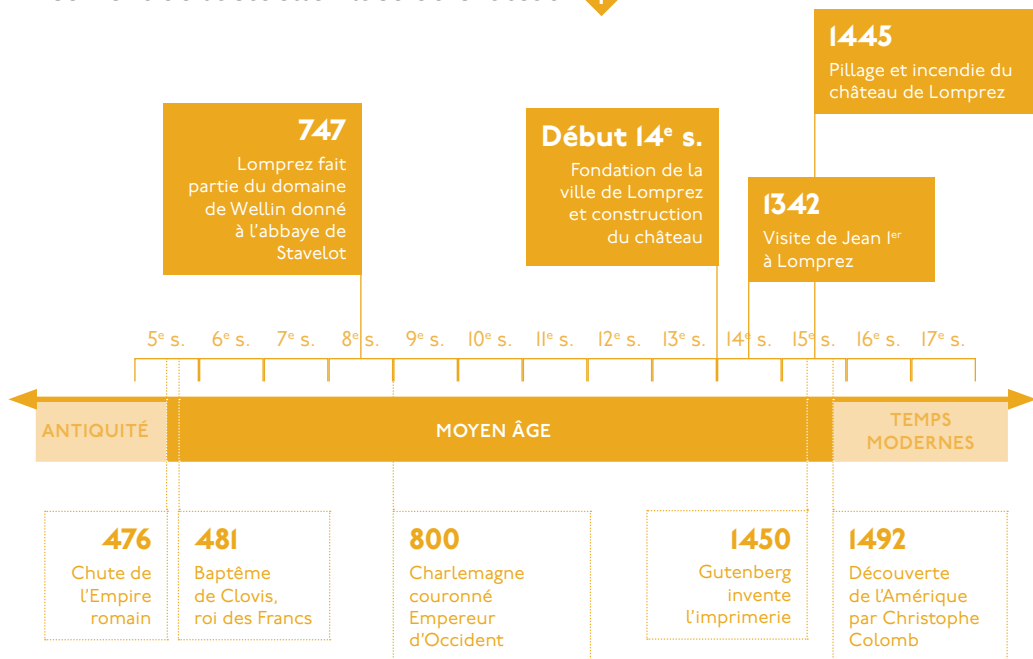 1445
Pillage et incendie du
château de Lomprez
747
Lomprez fait
partie du domaine
de Wellin donné
à l'abbaye de
Stavelot
Début 14e s.
Fondation de la
ville de Lomprez
et construction
du château
1342
Visite de Jean Ier
à Lomprez
5e s. 6e s. 7e s. 8e s. 9e s. 10e s. 11e s. 12e s. 13e s. 14e s. 15e s. 16e s. 17e s.
ANTIQUITÉ
MOYEN ÂGE
TEMPS
MODERNES
476
Chute de
l'Empire
romain
481
Baptême
de Clovis,
roi des Francs
800
Charlemagne
couronné
Empereur
d'Occident
1450
Gutenberg
invente
l'imprimerie
1492
Découverte
de l'Amérique
par Christophe
Colomb